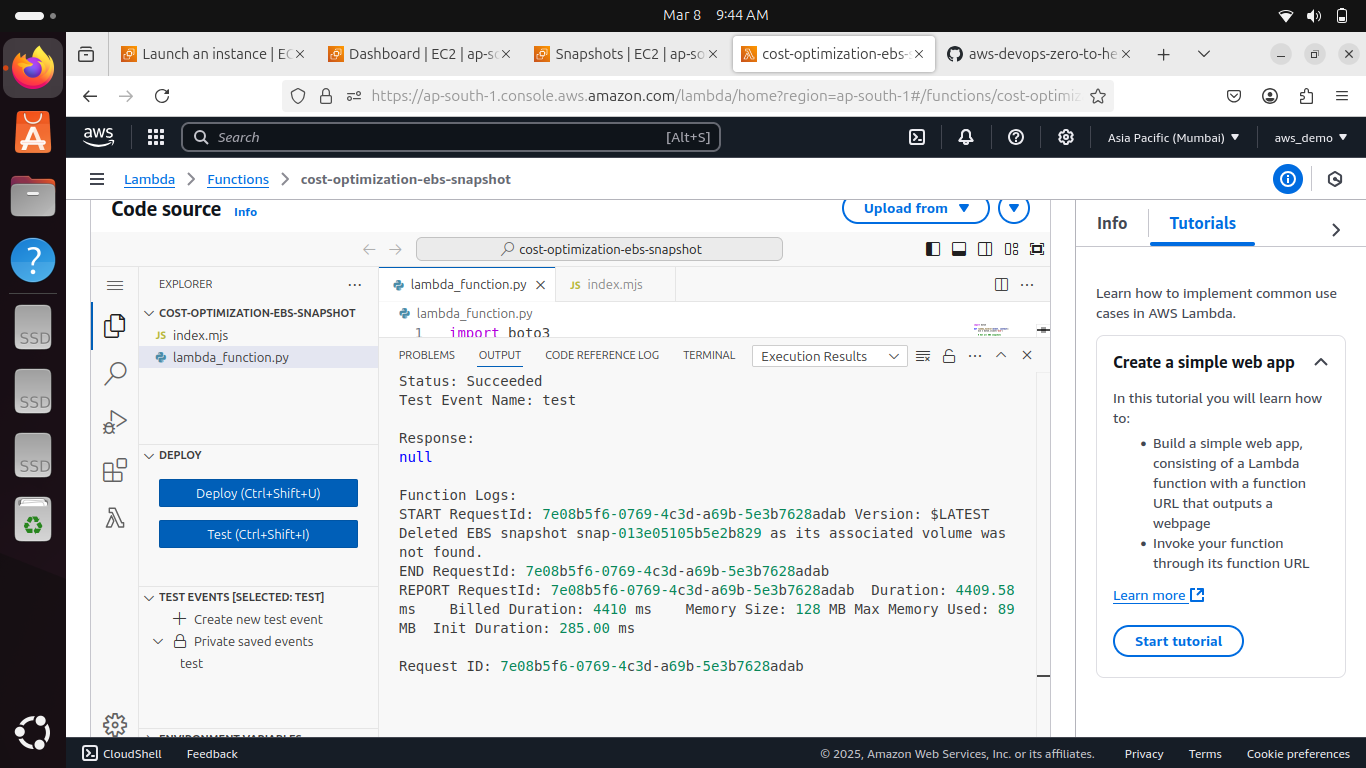 Mar 8 9:44 AM
Launch an instance | EC
Dashboard | EC2 | ap-so
Snapshots | EC2 | ap-so
cost-optimization-ebs-s
aws-devops-zero-to-he
https://ap-south-1.console.aws.amazon.com/lambda/home?region=ap-south-1#/functions/cost-optimiz
aws
Search
[Alt+S]
Asia Pacific (Mumbai)
aws_demo
Lambda
Functions
cost-optimization-ebs-snapshot
Code source
Info
Upload from
cost-optimization-ebs-snapshot
EXPLORER
COST-OPTIMIZATION-EBS-SNAPSHOT
JS index.mjs
lambda_function.py
DEPLOY
Deploy (Ctrl+Shift+U)
Test (Ctrl+Shift+I)
TEST EVENTS [SELECTED: TEST]
Create new test event
Private saved events
test
ENVIRONMENT VARIABLES
lambda_function.py
JS index.mjs
lambda_function.py
1 import boto3
PROBLEMS
OUTPUT
CODE REFERENCE LOG
TERMINAL
Execution Results
Status: Succeeded
Test Event Name: test
Response:
null
Function Logs:
START RequestId: 7e08b5f6-0769-4c3d-a69b-5e3b7628adab Version: $LATEST
Deleted EBS snapshot snap-013e05105b5e2b829 as its associated volume was
not found.
END RequestId: 7e08b5f6-0769-4c3d-a69b-5e3b7628adab
REPORT RequestId: 7e08b5f6-0769-4c3d-a69b-5e3b7628adab Duration: 4409.58
ms Billed Duration: 4410 ms Memory Size: 128 MB Max Memory Used: 89
MB Init Duration: 285.00 ms
Request ID: 7e08b5f6-0769-4c3d-a69b-5e3b7628adab
Info
Tutorials
Learn how to implement common use
cases in AWS Lambda.
Create a simple web app
In this tutorial you will learn how
to:
• Build a simple web app,
consisting of a Lambda
function with a function
URL that outputs a
webpage
• Invoke your function
through its function URL
Learn more
Start tutorial
SSD
SSD
SSD
CloudShell
Feedback
© 2025, Amazon Web Services, Inc. or its affiliates.
Privacy
Terms
Cookie preferences